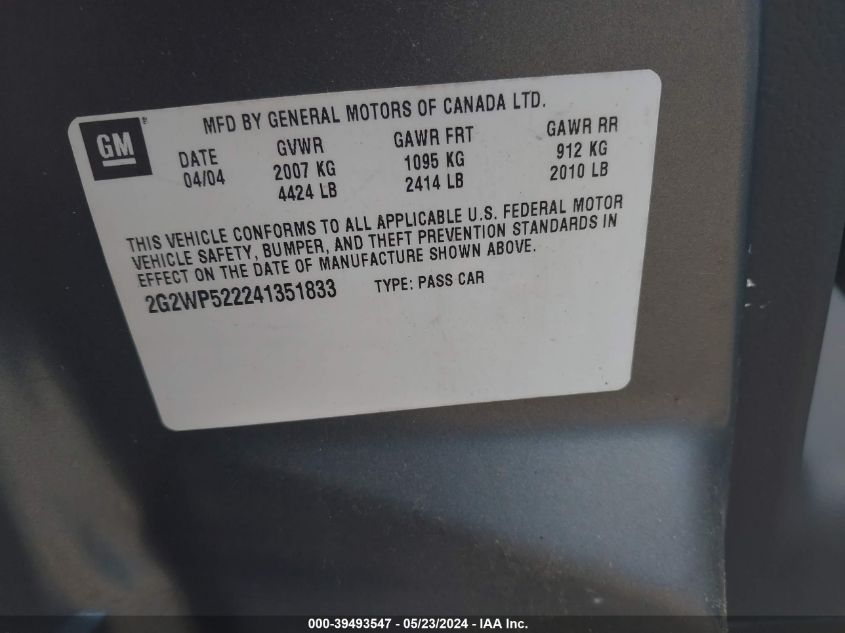 GM
MFD BY GENERAL MOTORS OF CANADA LTD.
DATE GVWR GAWR FRT GAWR RR
04/04 2007 KG 1095 KG 912 KG
4424 LB 2414 LB 2010 LB
THIS VEHICLE CONFORMS TO ALL APPLICABLE U.S. FEDERAL MOTOR
VEHICLE SAFETY, BUMPER, AND THEFT PREVENTION STANDARDS IN
EFFECT ON THE DATE OF MANUFACTURE SHOWN ABOVE.
2G2WP522241351833 TYPE: PASS CAR
000-39493547 - 05/23/2024 - IAA Inc.